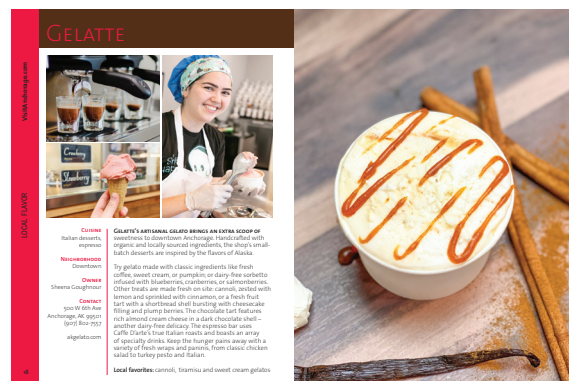 GELATTE
VisitAnchorage.com
LOCAL FLAVOR
Cranberry
Strawberry
CUISINE
Italian desserts,
espresso
NEIGHBORHOOD
Downtown
OWNER
Sheena Goughnour
CONTACT
500 W 6th Ave
Anchorage, AK 99501
(907) 802-7557
akgelato.com
GELATTE'S ARTISANAL GELATO BRINGS AN EXTRA SCOOP OF
sweetness to downtown Anchorage. Handcrafted with
organic and locally sourced ingredients, the shop's small-
batch desserts are inspired by the flavors of Alaska.
Try gelato made with classic ingredients like fresh
coffee, sweet cream, or pumpkin; or dairy-free sorbetto
infused with blueberries, cranberries, or salmonberries.
Other treats are made fresh on site: cannoli, zested with
lemon and sprinkled with cinnamon, or a fresh fruit
tart with a shortbread shell bursting with cheesecake
filling and plump berries. The chocolate tart features
rich almond cream cheese in a dark chocolate shell –
another dairy-free delicacy. The espresso bar uses
Caffe D'arte's true Italian roasts and boasts an array
of specialty drinks. Keep the hunger pains away with a
variety of fresh wraps and paninis, from classic chicken
salad to turkey pesto and Italian.
Local favorites: cannoli, tiramisu and sweet cream gelatos